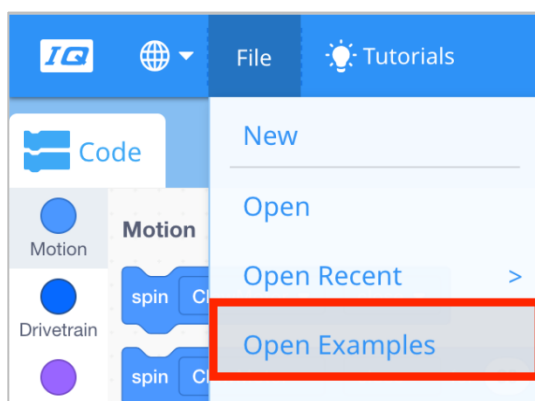 IQ File Tutorials
Code New
Motion Motion
Open
spin
Open Recent >
Drivetrain
Open Examples
spin